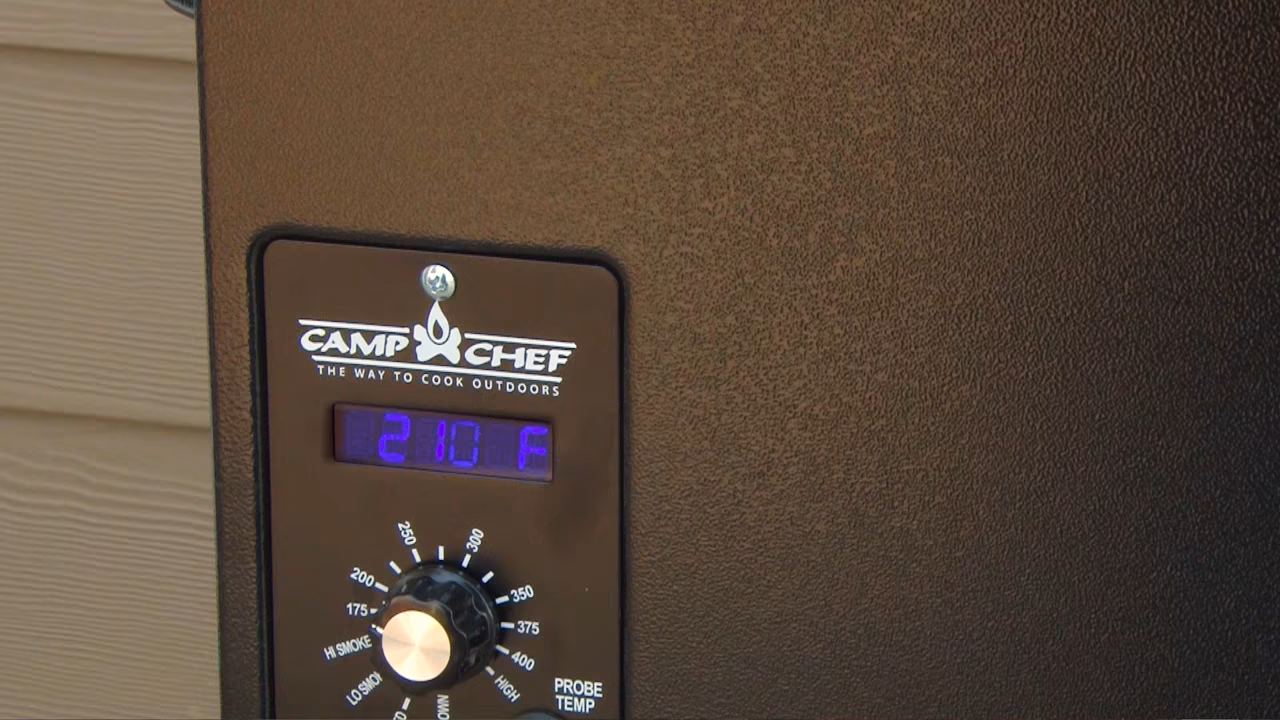 CAMP CHEF
THE WAY TO COOK OUTDOORS
210 F
250
300
200
350
175
375
HI SMOKE
400
HIGH
PROBE
TEMP